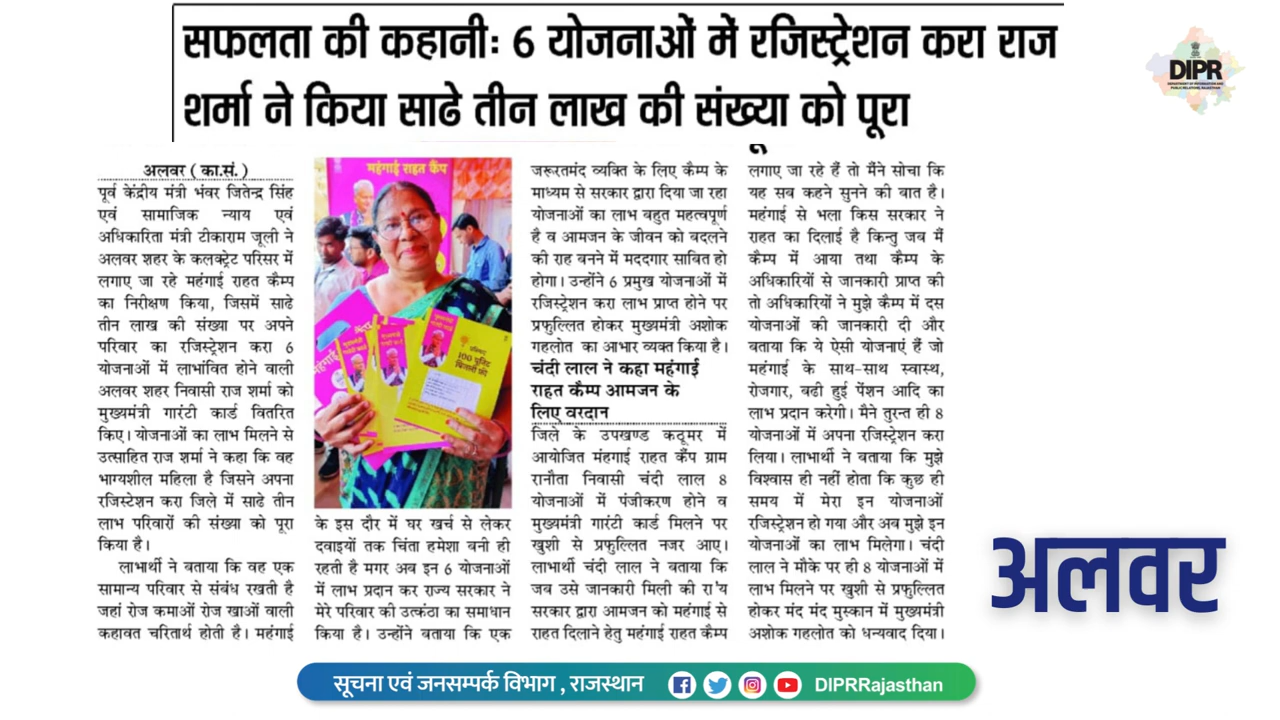 सफलता की कहानीः 6 योजनाओं में रजिस्ट्रेशन करा राज
शर्मा ने किया साढे तीन लाख की संख्या को पूरा
DIPR
DEPARTMENT OF INFORMATION AND
PUBLIC RELATIONS, RAJASTHAN
अलवर ( का.सं. )
पूर्व केंद्रीय मंत्री भंवर जितेन्द्र सिंह
एवं सामाजिक न्याय एवं
अधिकारिता मंत्री टीकाराम जूली ने
अलवर शहर के कलक्ट्रेट परिसर में
लगाए जा रहे महंगाई राहत कैम्प
का निरीक्षण किया, जिसमें साढे
तीन लाख की संख्या पर अपने
परिवार का रजिस्ट्रेशन करा 6
योजनाओं में लाभांवित होने वाली
अलवर शहर निवासी राज शर्मा को
मुख्यमंत्री गारंटी कार्ड वितरित
किए। योजनाओं का लाभ मिलने से
उत्साहित राज शर्मा ने कहा कि वह
भाग्यशील महिला है जिसने अपना
रजिस्टेशन करा जिले में साढे तीन
लाभ परिवारों की संख्या को पूरा
किया है।
लाभार्थी ने बताया कि वह एक
सामान्य परिवार से संबंध रखती है
जहां रोज कमाओं रोज खाओं वाली
कहावत चरितार्थ होती है। महंगाई
महंगाई राहत कैंप
100 यूनिट
बिजली फ्री
के इस दौर में घर खर्च से लेकर
दवाइयों तक चिंता हमेशा बनी ही
रहती है मगर अब इन 6 योजनाओं
में लाभ प्रदान कर राज्य सरकार ने
मेरे परिवार की उत्कंठा का समाधान
किया है। उन्होंने बताया कि एक
जरूरतमंद व्यक्ति के लिए कैम्प के
माध्यम से सरकार द्वारा दिया जा रहा
योजनाओं का लाभ बहुत महत्वपूर्ण
है व आमजन के जीवन को बदलने
की राह बनने में मददगार साबित हो
होगा। उन्होंने 6 प्रमुख योजनाओं में
रजिस्ट्रेशन करा लाभ प्राप्त होने पर
प्रफुल्लित होकर मुख्यमंत्री अशोक
गहलोत का आभार व्यक्त किया है।
चंदी लाल ने कहा महंगाई
राहत कैम्प आमजन के
लिए वरदान
जिले के उपखण्ड कठूमर में
आयोजित मंहगाई राहत कैंप ग्राम
रानौता निवासी चंदी लाल 8
योजनाओं में पंजीकरण होने व
मुख्यमंत्री गारंटी कार्ड मिलने पर
खुशी से प्रफुल्लित नजर आए।
लाभार्थी चंदी लाल ने बताया कि
जब उसे जानकारी मिली की रा'य
सरकार द्वारा आमजन को महंगाई से
राहत दिलाने हेतु महंगाई राहत कैम्प
लगाए जा रहे हैं तो मैंने सोचा कि
यह सब कहने सुनने की बात है।
महंगाई से भला किस सरकार ने
राहत का दिलाई है किन्तु जब मैं
कैम्प में आया तथा कैम्प के
अधिकारियों से जानकारी प्राप्त की
तो अधिकारियों ने मुझे कैम्प में दस
योजनाओं की जानकारी दी और
बताया कि ये ऐसी योजनाएं हैं जो
महंगाई के साथ-साथ स्वास्थ,
रोजगार, बढी हुई पेंशन आदि का
लाभ प्रदान करेगी। मैने तुरन्त ही 8
योजनाओं में अपना रजिस्ट्रेशन करा
लिया। लाभार्थी ने बताया कि मुझे
विश्वास ही नहीं होता कि कुछ ही
समय में मेरा इन योजनाओं
रजिस्ट्रेशन हो गया और अब मुझे इन
योजनाओं का लाभ मिलेगा। चंदी
लाल ने मौके पर ही 8 योजनाओं में
लाभ मिलने पर खुशी से प्रफुल्लित
होकर मंद मंद मुस्कान में मुख्यमंत्री
अशोक गहलोत को धन्यवाद दिया।
अलवर
सूचना एवं जनसम्पर्क विभाग , राजस्थान
DIPRRajasthan